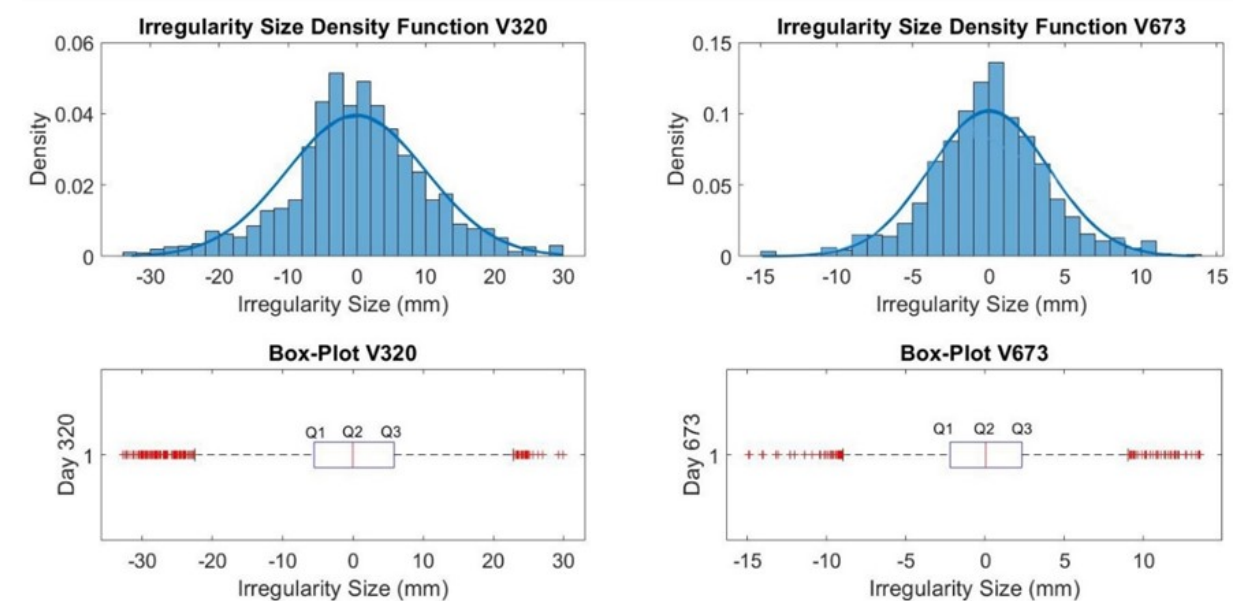 Irregularity Size Density Function V320
0.06
0.04
0.02
0
Density
-30 -20 -10 0 10 20 30
Irregularity Size (mm)
Irregularity Size Density Function V673
0.15
0.1
0.05
0
Density
-15 -10 -5 0 5 10 15
Irregularity Size (mm)
Box-Plot V320
Day 320
1
Q1 Q2 Q3
-30 -20 -10 0 10 20 30
Irregularity Size (mm)
Box-Plot V673
Day 673
1
Q1 Q2 Q3
-15 -10 -5 0 5 10
Irregularity Size (mm)